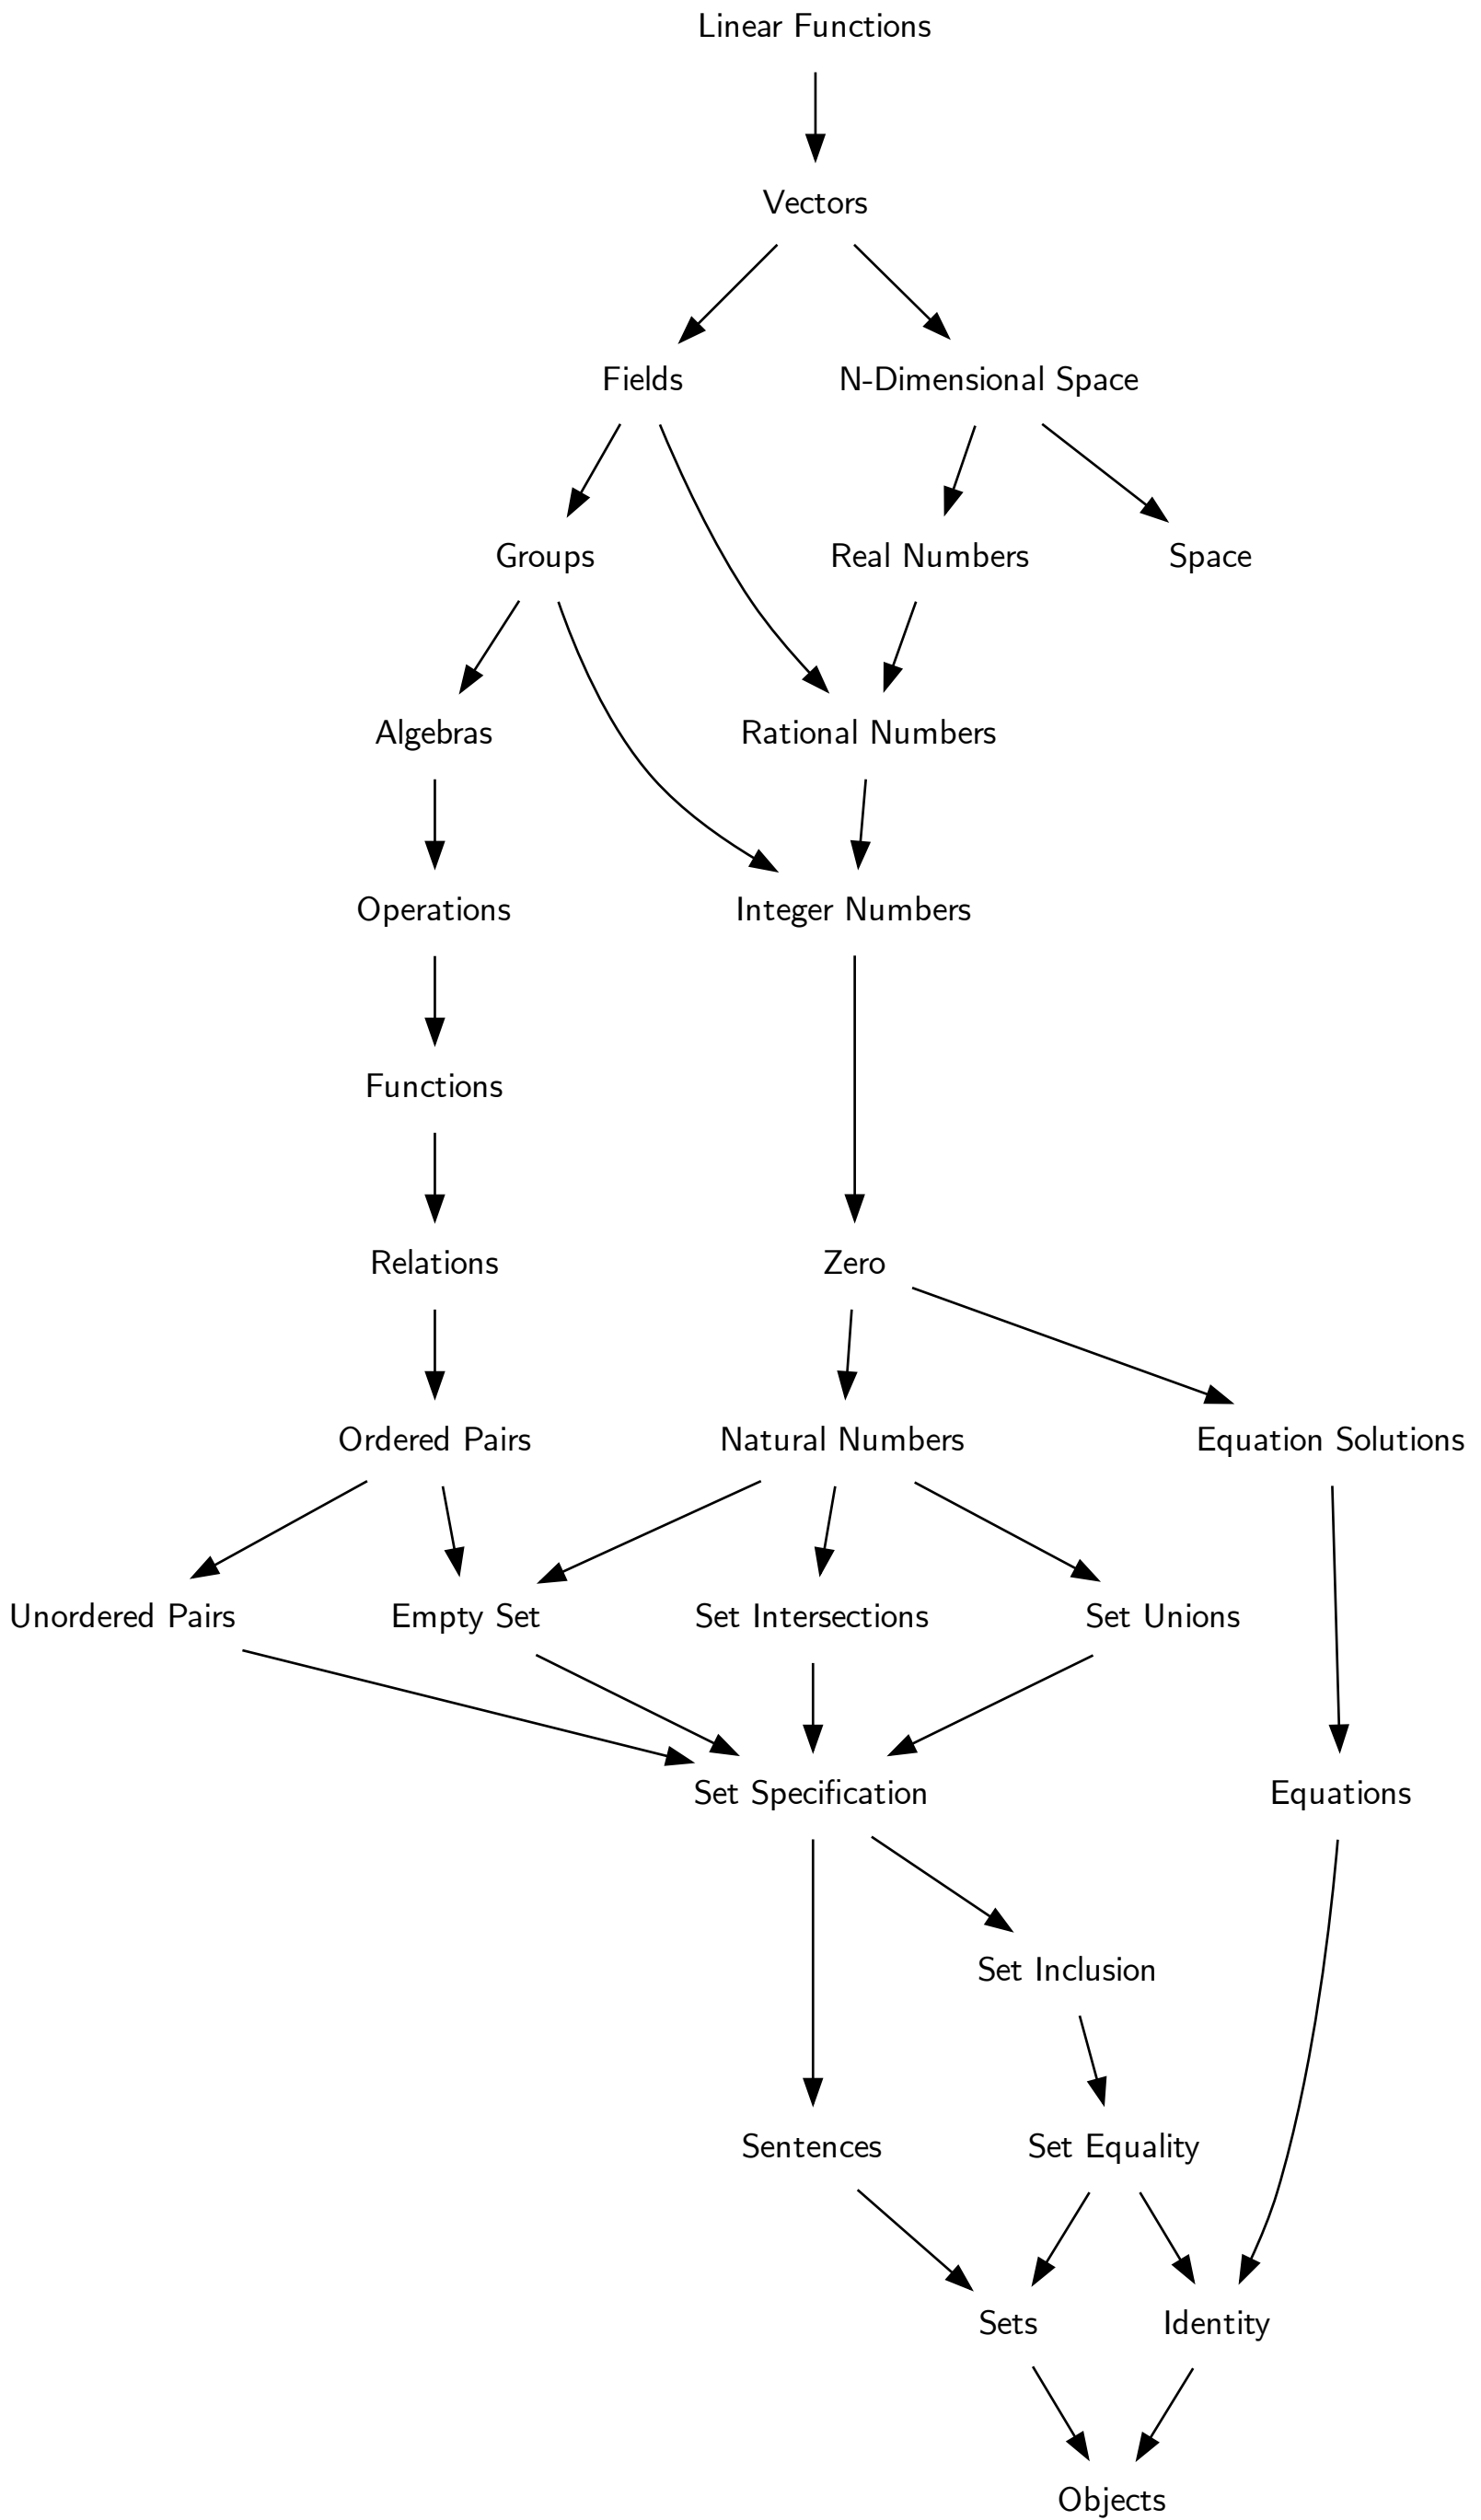 Linear Functions
Vectors
Fields
N-Dimensional Space
Groups
Real Numbers
Space
Algebras
Rational Numbers
Operations
Integer Numbers
Functions
Relations
Zero
Ordered Pairs
Natural Numbers
Equation Solutions
Unordered Pairs
Empty Set
Set Intersections
Set Unions
Set Specification
Equations
Set Inclusion
Sentences
Set Equality
Sets
Identity
Objects